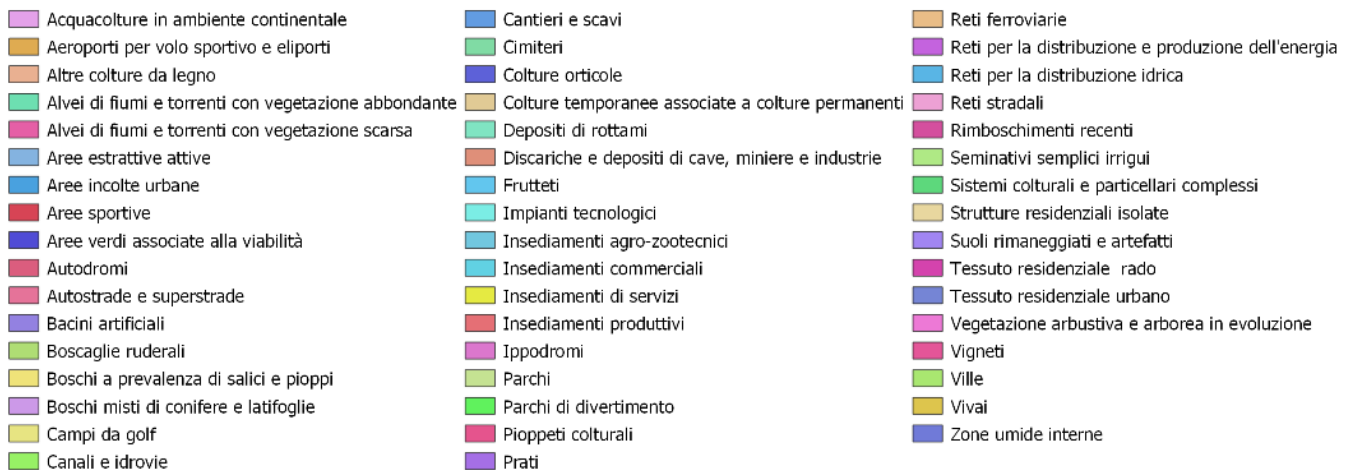 Acquacolture in ambiente continentale
Aeroporti per volo sportivo e eliporti
Altre colture da legno
Alvei di fiumi e torrenti con vegetazione abbondante
Alvei di fiumi e torrenti con vegetazione scarsa
Aree estrattive attive
Aree incolte urbane
Aree sportive
Aree verdi associate alla viabilità
Autodromi
Autostrade e superstrade
Bacini artificiali
Boscaglie ruderali
Boschi a prevalenza di salici e pioppi
Boschi misti di conifere e latifoglie
Campi da golf
Canali e idrovie
Cantieri e scavi
Cimiteri
Colture orticole
Colture temporanee associate a colture permanenti
Depositi di rottami
Discariche e depositi di cave, miniere e industrie
Frutteti
Impianti tecnologici
Insediamenti agro-zootecnici
Insediamenti commerciali
Insediamenti di servizi
Insediamenti produttivi
Ippodromi
Parchi
Parchi di divertimento
Pioppeti colturali
Prati
Reti ferroviarie
Reti per la distribuzione e produzione dell'energia
Reti per la distribuzione idrica
Reti stradali
Rimboschimenti recenti
Seminativi semplici irrigui
Sistemi colturali e particellari complessi
Strutture residenziali isolate
Suoli rimaneggiati e artefatti
Tessuto residenziale  rado
Tessuto residenziale urbano
Vegetazione arbustiva e arborea in evoluzione
Vigneti
Ville
Vivai
Zone umide interne